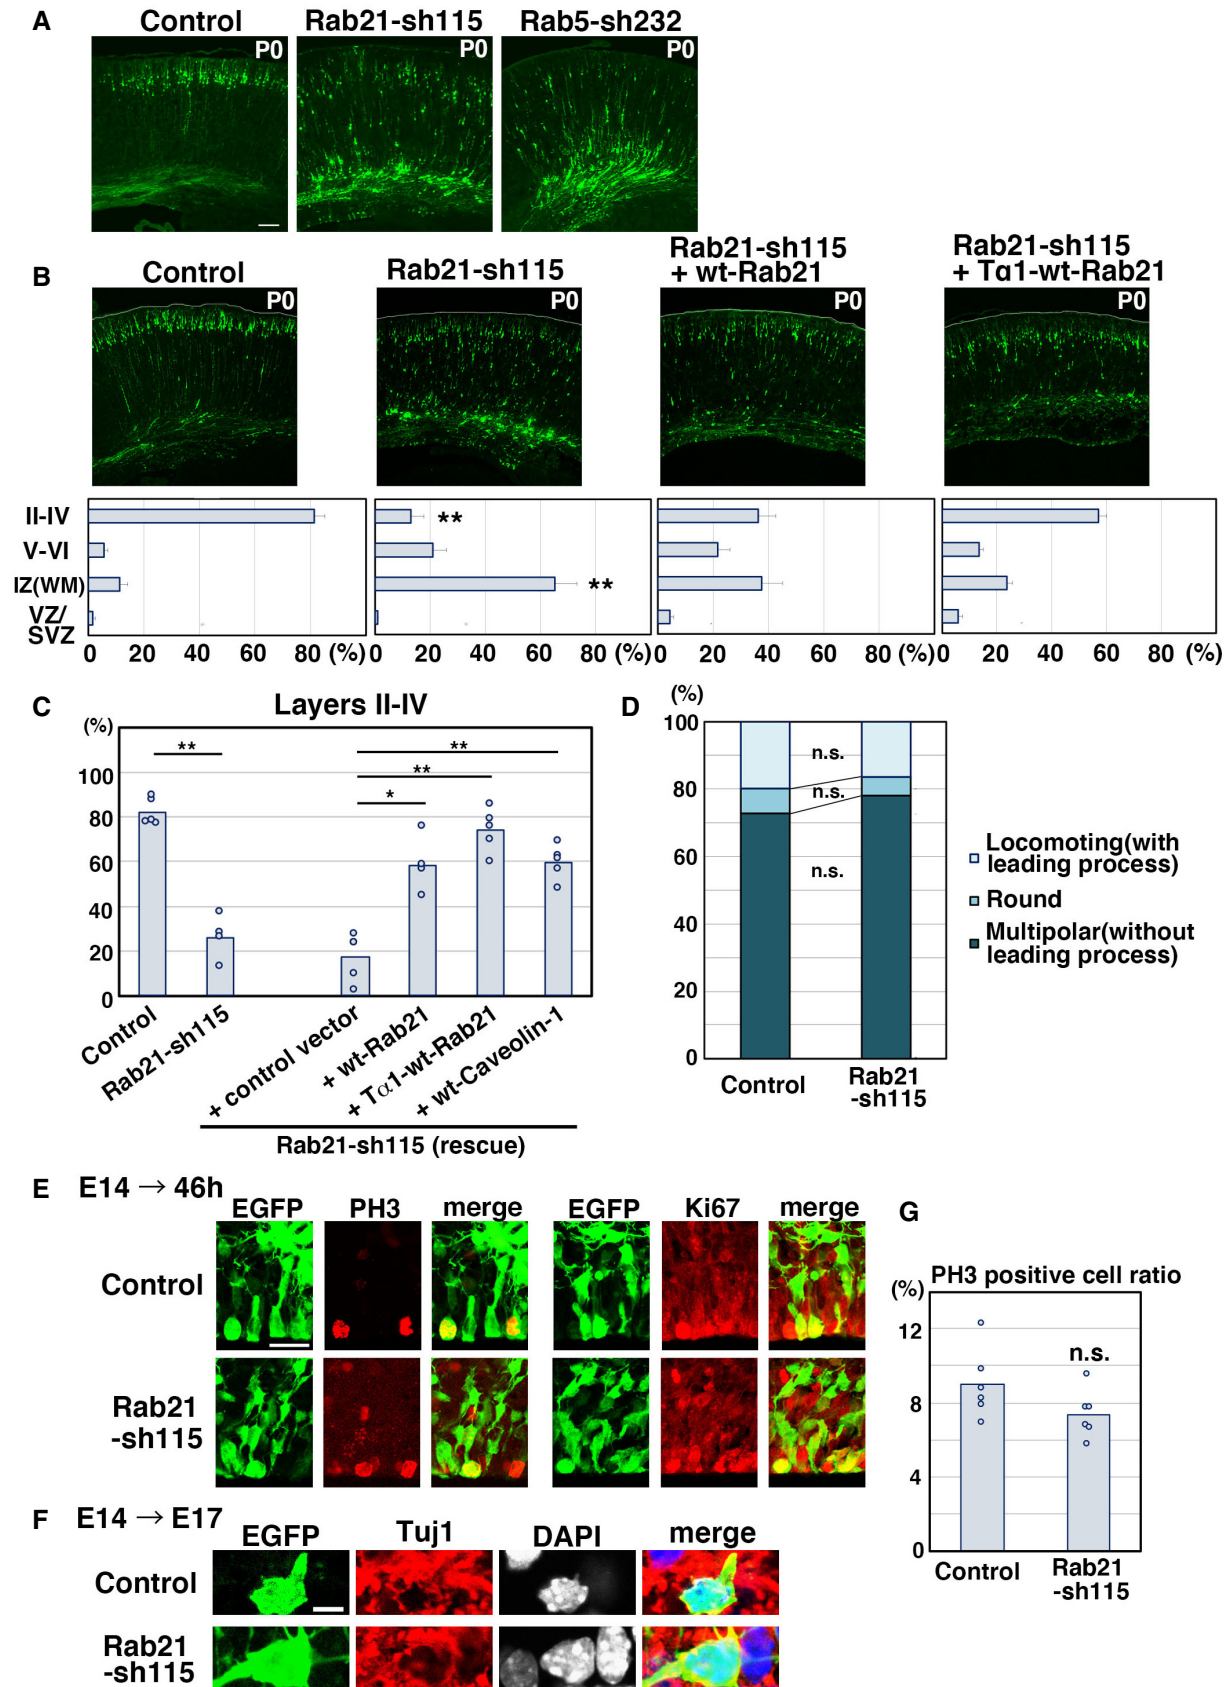 A
Control
Rab21-sh115
Rab5-sh232
P0
P0
P0
B
Control
Rab21-sh115
Rab21-sh115
+ wt-Rab21
Rab21-sh115
+ Tα1-wt-Rab21
P0
P0
P0
P0
II-IV
V-VI
IZ(WM)
VZ/
SVZ
**
**
0 20 40 60 80 (%)
0 20 40 60 80 (%)
0 20 40 60 80 (%)
0 20 40 60 80 (%)
C
Layers II-IV
(%)
100
80
60
40
20
0
**
**
**
*
Control
Rab21-sh115
+ control vector
+ wt-Rab21
+ Tα1-wt-Rab21
+ wt-Caveolin-1
Rab21-sh115 (rescue)
D
(%)
100
80
60
40
20
0
n.s.
n.s.
n.s.
Control
Rab21
-sh115
Locomoting(with
leading process)
Round
Multipolar(without
leading process)
E
E14 → 46h
EGFP PH3 merge EGFP Ki67 merge
Control
Rab21
-sh115
F
E14 → E17
EGFP Tuj1 DAPI merge
Control
Rab21
-sh115
G
PH3 positive cell ratio
(%)
12
8
4
0
n.s.
Control
Rab21
-sh115